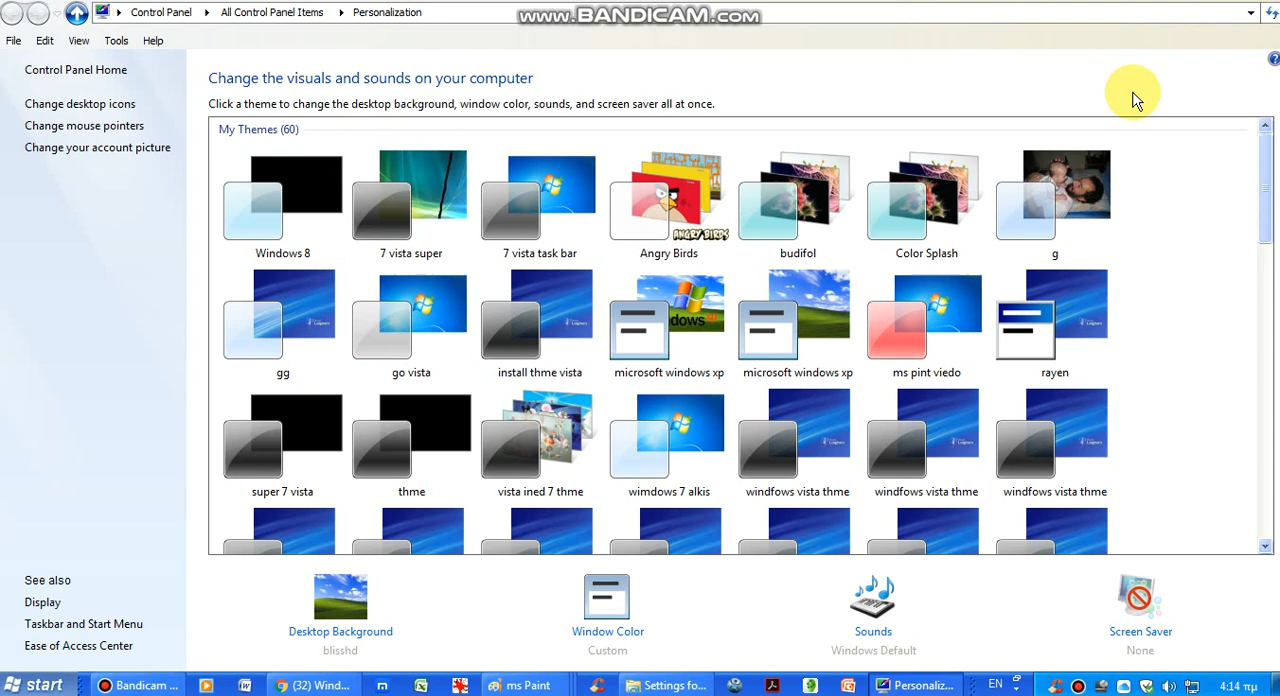 Control Panel ▸ All Control Panel Items ▸ Personalization
www.BANDICAM.com
File Edit View Tools Help
Control Panel Home
Change desktop icons
Change mouse pointers
Change your account picture
Change the visuals and sounds on your computer
Click a theme to change the desktop background, window color, sounds, and screen saver all at once.
My Themes (60)
ANGRY BIRDS
Windows 8 7 vista super 7 vista task bar Angry Birds budifol Color Splash g
dows
gg go vista install thme vista microsoft windows xp microsoft windows xp ms pint viedo rayen
super 7 vista thme vista ined 7 thme wimdows 7 alkis windfows vista thme windfows vista thme windfows vista thme
See also
Display
Taskbar and Start Menu
Ease of Access Center
Desktop Background Window Color Sounds Screen Saver
blisshd Custom Windows Default None
start Bandicam ... (32) Wind... ms Paint Settings fo... Personaliz... EN 4:14 πμ